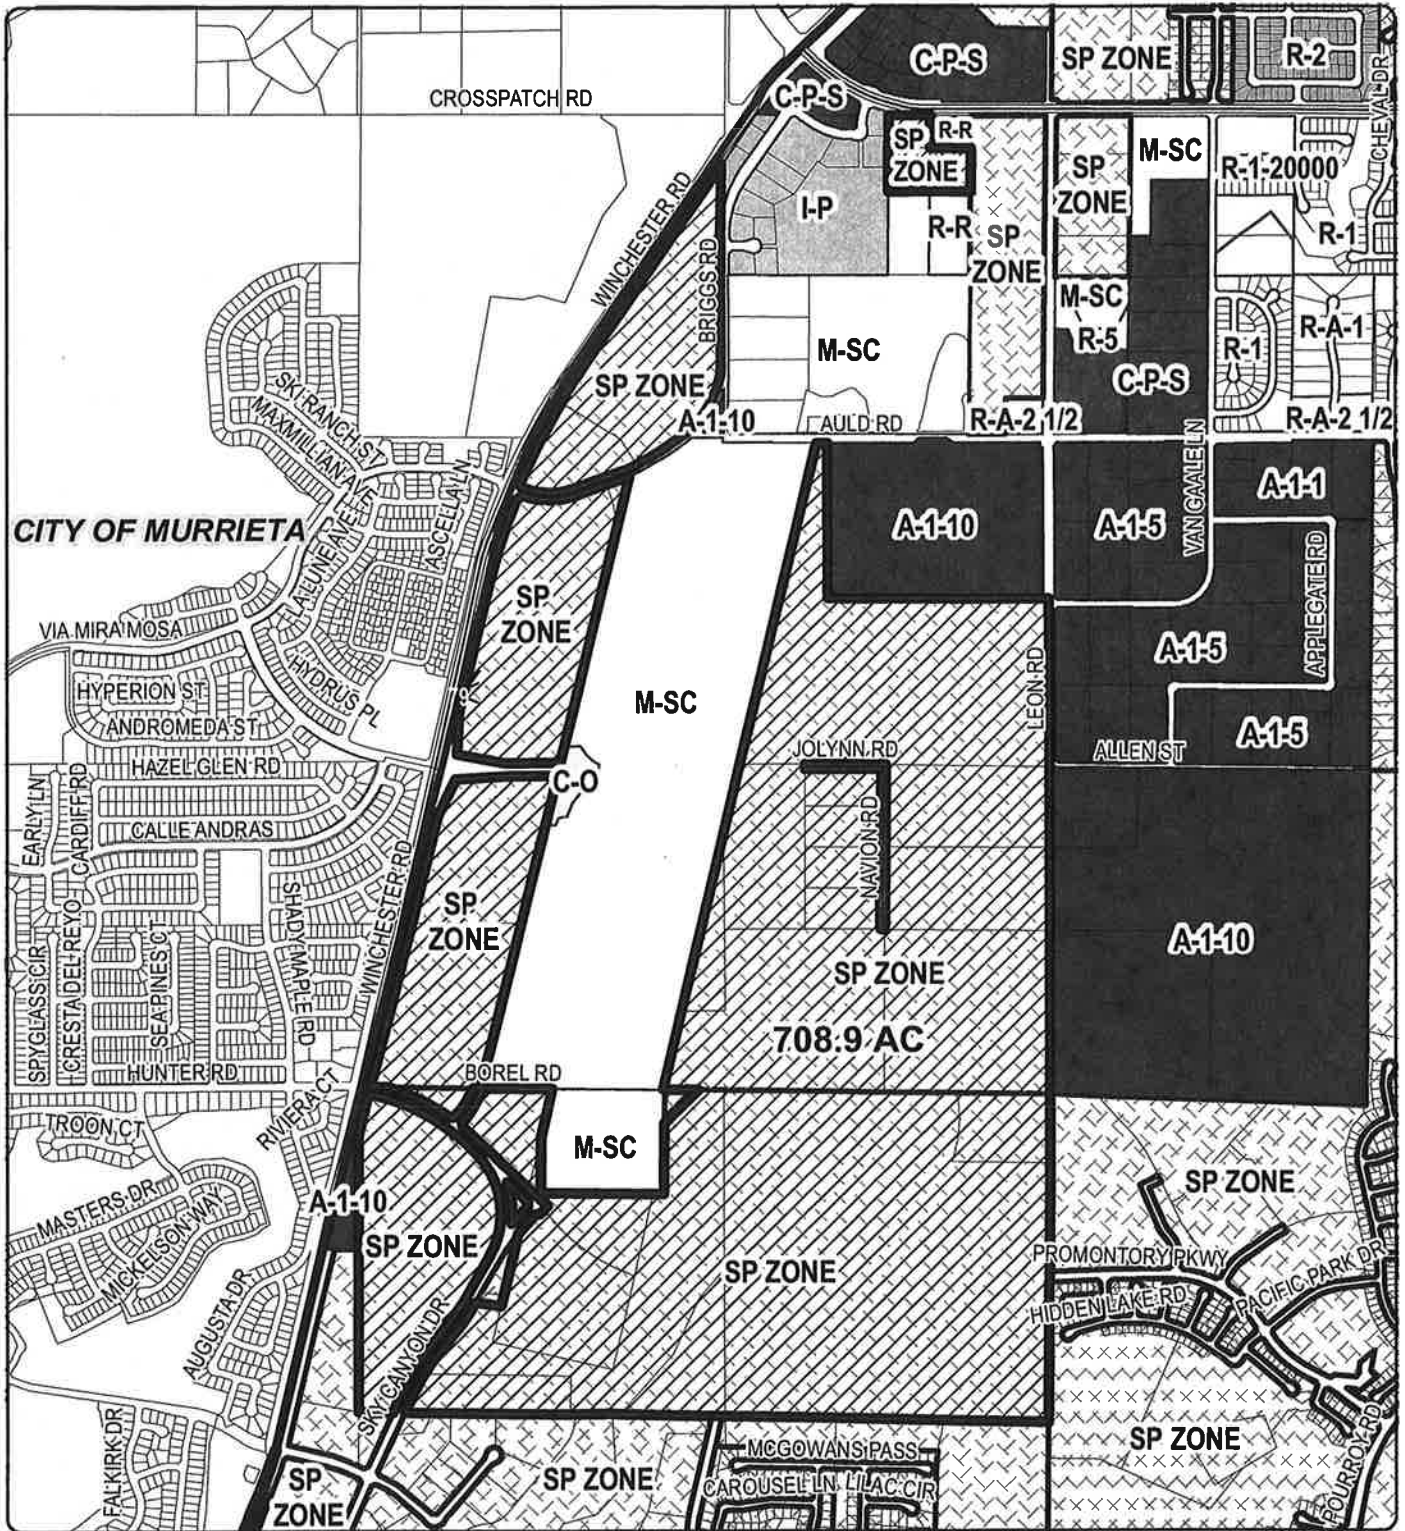 C-P-S
SP ZONE
R-2
CROSSPATCH RD
C-P-S
CHEVAL DR
SP
ZONE
R-R
M-SC
SP
ZONE
R-1-20000
WINCHESTER RD
I-P
R-R
SP
ZONE
R-1
BRIGGS RD
M-SC
R-5
R-A-1
M-SC
R-1
SP ZONE
C-P-S
SKI RANCH ST
MAXMILLIAN AVE
A-1-10
AULD RD
R-A-2 1/2
R-A-2 1/2
ASCELLA LN
VAN GAALE LN
A-1-1
CITY OF MURRIETA
LALUNE AVE
A-1-10
A-1-5
APPLEGATE RD
SP
ZONE
VIA MIRA MOSA
A-1-5
HYDRUS PL
LEON RD
HYPERION ST
79
M-SC
ANDROMEDA ST
A-1-5
JOLYNN RD
ALLEN ST
HAZEL GLEN RD
C-O
EARLY LN
CARDIFF RD
CALLE ANDRAS
NAVION RD
WINCHESTER RD
SP
ZONE
SHADY MAPLE RD
SPYGLASS CIR
CRESTA DEL REYO
SEA PINES CT
A-1-10
SP ZONE
708.9 AC
HUNTER RD
BOREL RD
TROON CT
RIVIERA CT
M-SC
MASTERS DR
MICKELSON WAY
A-1-10
SP ZONE
SP ZONE
SP ZONE
PROMONTORY PKWY
HIDDEN LAKE RD
PACIFIC PARK DR
AUGUSTA DR
SKY CANYON DR
FALKIRK DR
SP ZONE
POURROY RD
MCGOWANS PASS
SP
ZONE
SP ZONE
CAROUSEL LN
LILAC CIR